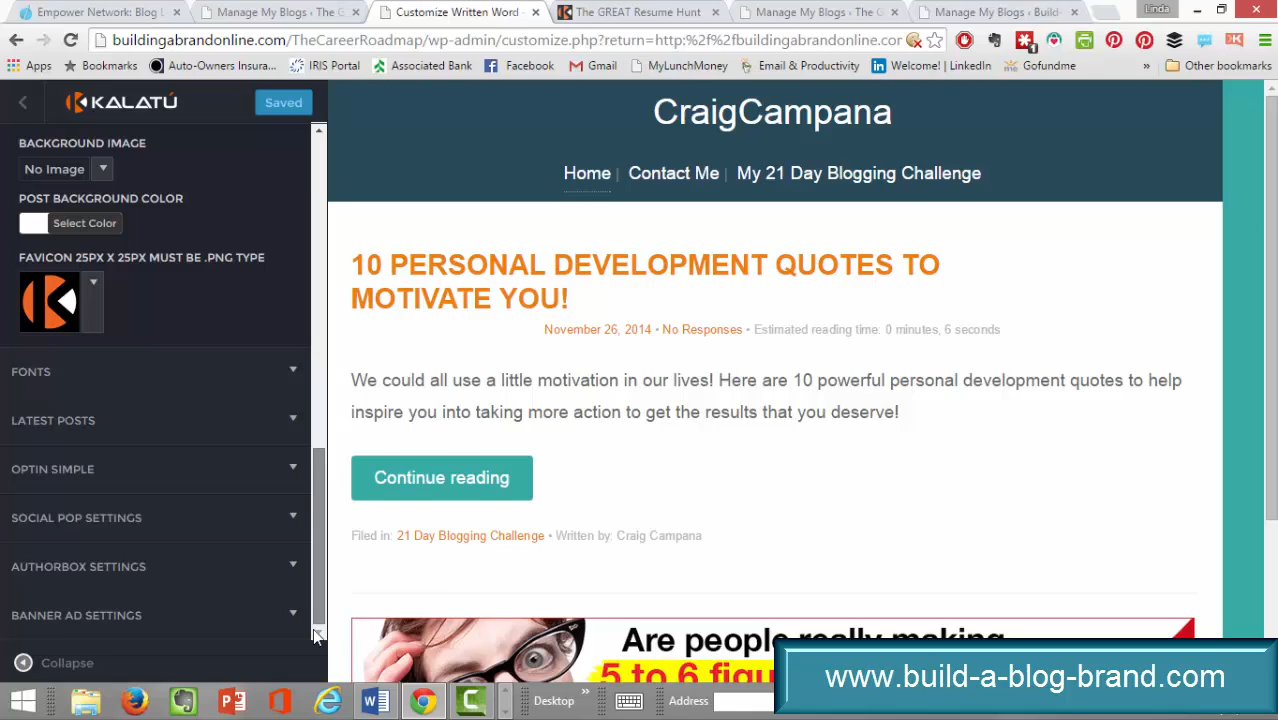 Linda
Empower Network: Blog L
Manage My Blogs ‹ The G
Customize Written Word -
The GREAT Resume Hunt
Manage My Blogs ‹ The G
Manage My Blogs ‹ Build-
buildingabrandonline.com/TheCareerRoadmap/wp-admin/customize.php?return=http:%2f%2fbuildingabrandonline.cor
Apps Bookmarks Auto-Owners Insura... IRIS Portal Associated Bank Facebook Gmail MyLunchMoney Email & Productivity Welcome! | LinkedIn Gofundme » Other bookmarks
KALATÚ Saved
BACKGROUND IMAGE
No Image
POST BACKGROUND COLOR
Select Color
FAVICON 25PX X 25PX MUST BE .PNG TYPE
FONTS
LATEST POSTS
OPTIN SIMPLE
SOCIAL POP SETTINGS
AUTHORBOX SETTINGS
BANNER AD SETTINGS
Collapse
CraigCampana
Home | Contact Me | My 21 Day Blogging Challenge
10 PERSONAL DEVELOPMENT QUOTES TO
MOTIVATE YOU!
November 26, 2014 • No Responses • Estimated reading time: 0 minutes, 6 seconds
We could all use a little motivation in our lives! Here are 10 powerful personal development quotes to help
inspire you into taking more action to get the results that you deserve!
Continue reading
Filed in: 21 Day Blogging Challenge • Written by: Craig Campana
Are people really making
5 to 6 figu
www.build-a-blog-brand.com
Desktop » Address